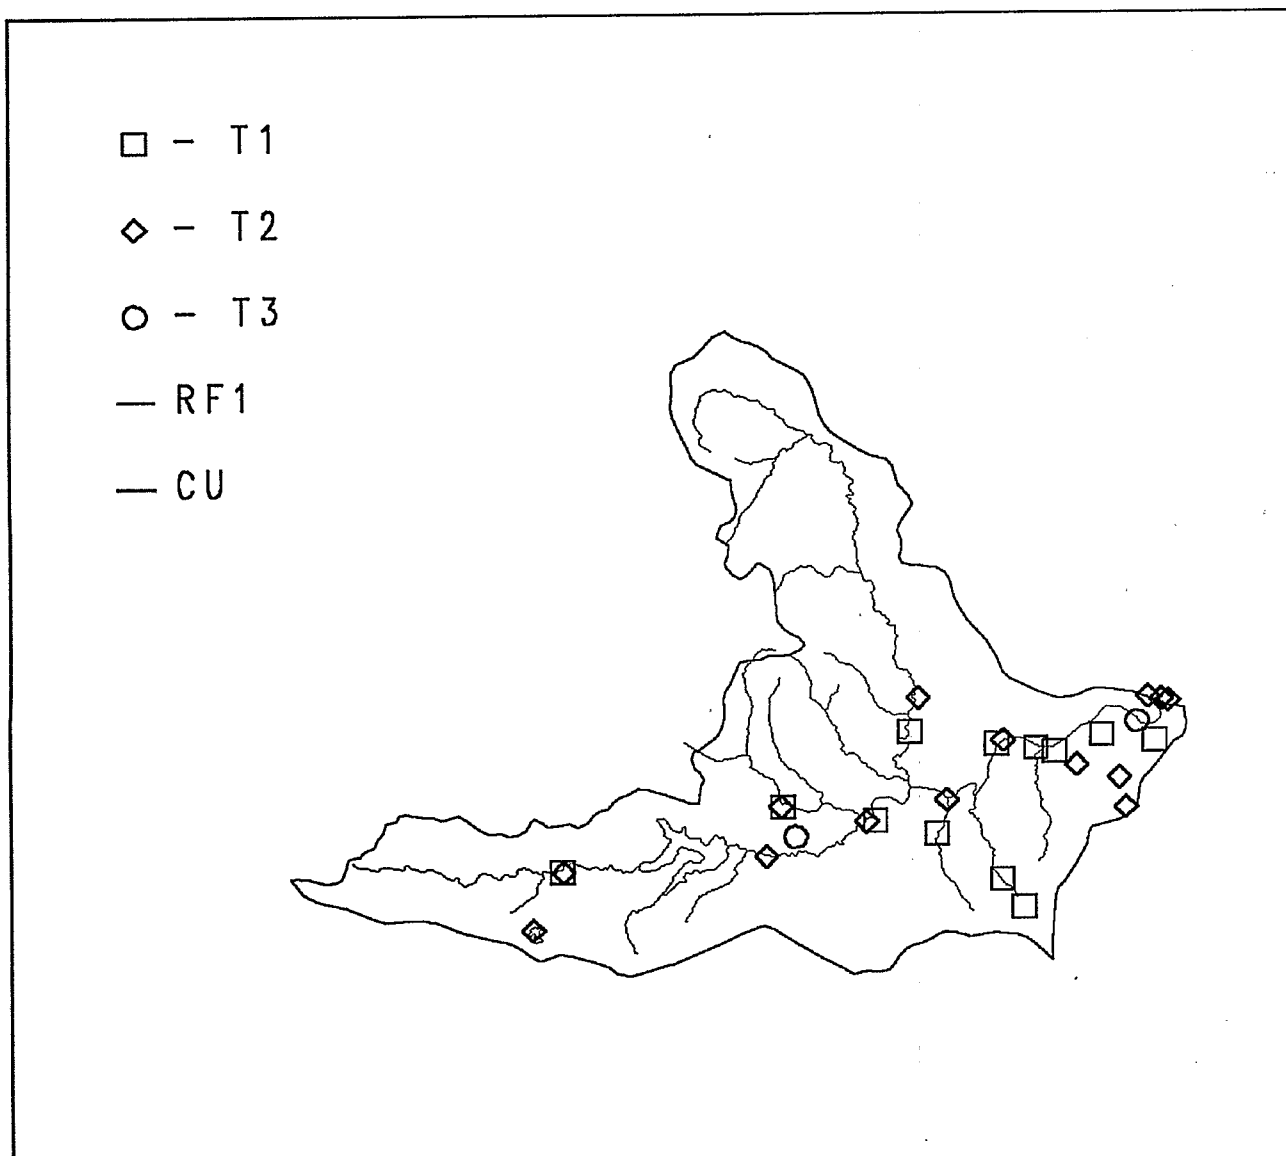 □ – T1
◇ – T2
○ – T3
— RF1
— CU